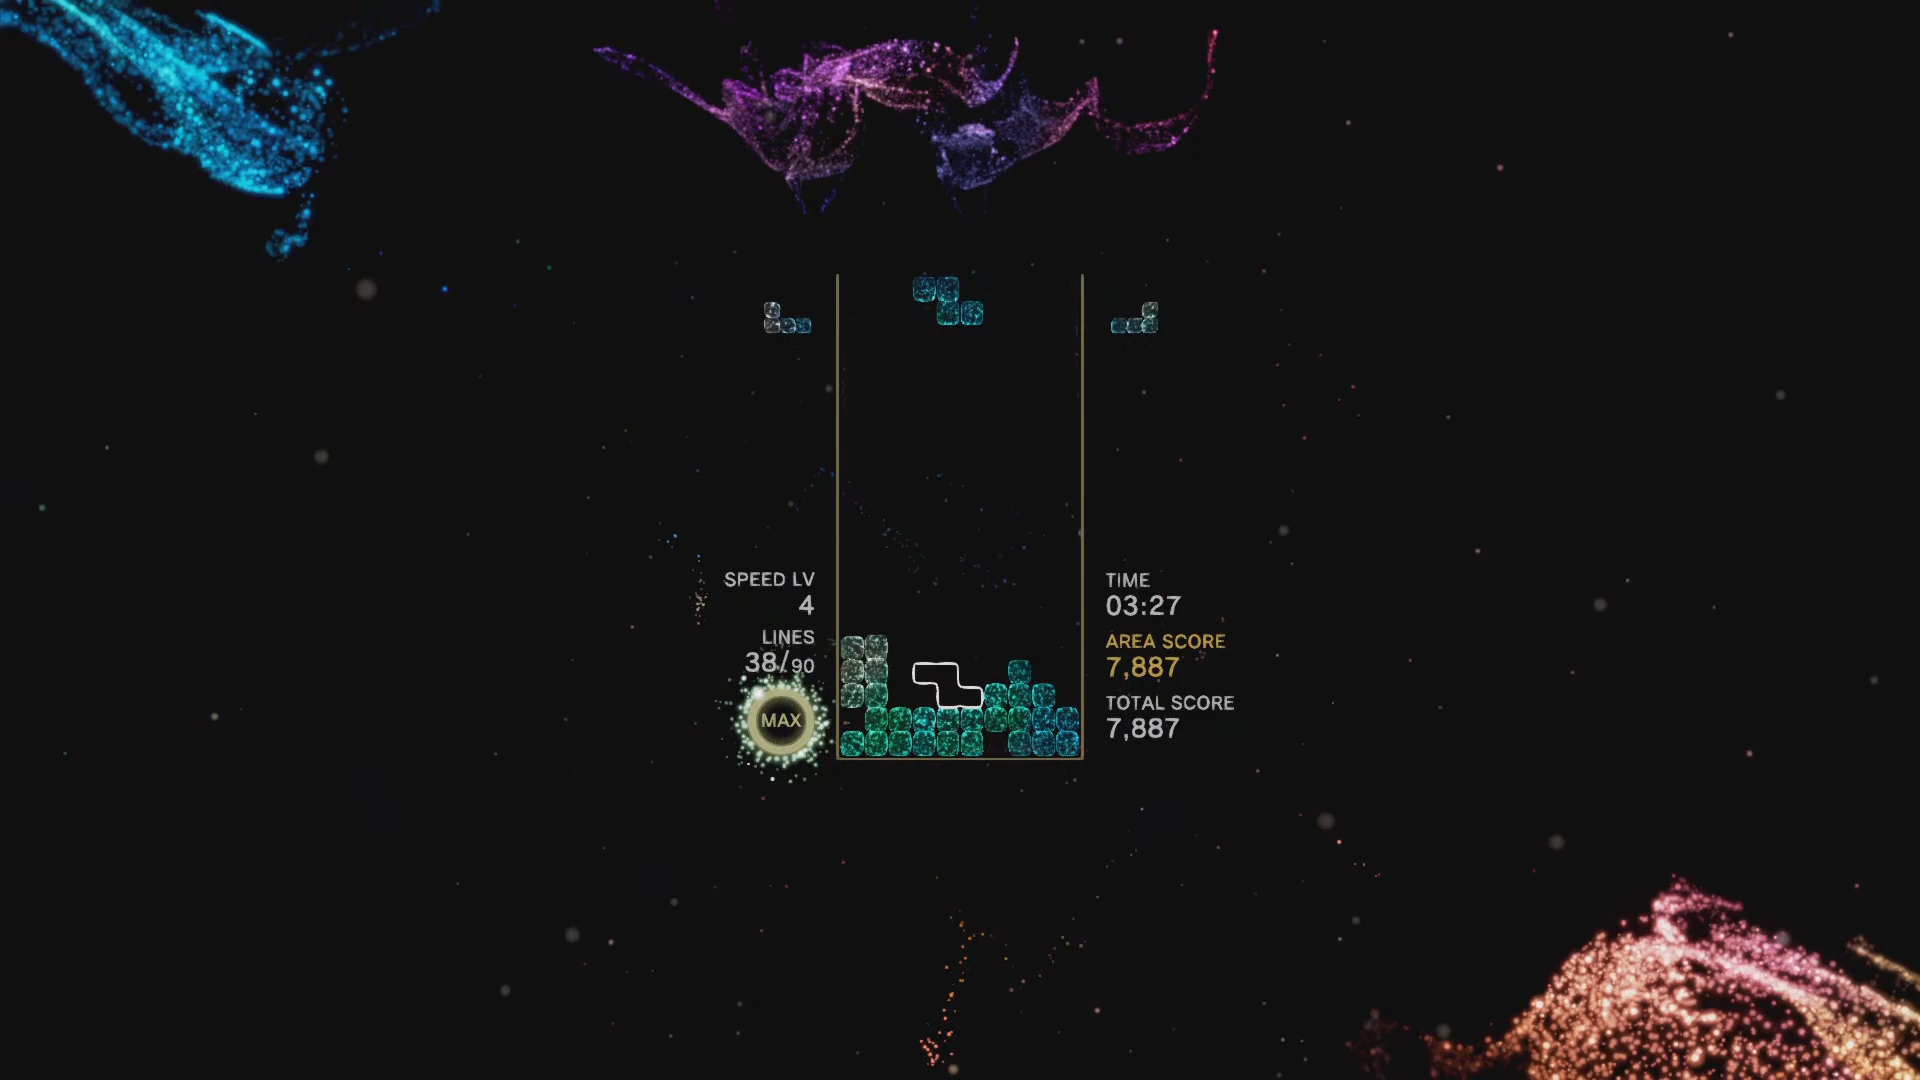 SPEED LV
4
LINES
38/90
MAX
TIME
03:27
AREA SCORE
7,887
TOTAL SCORE
7,887